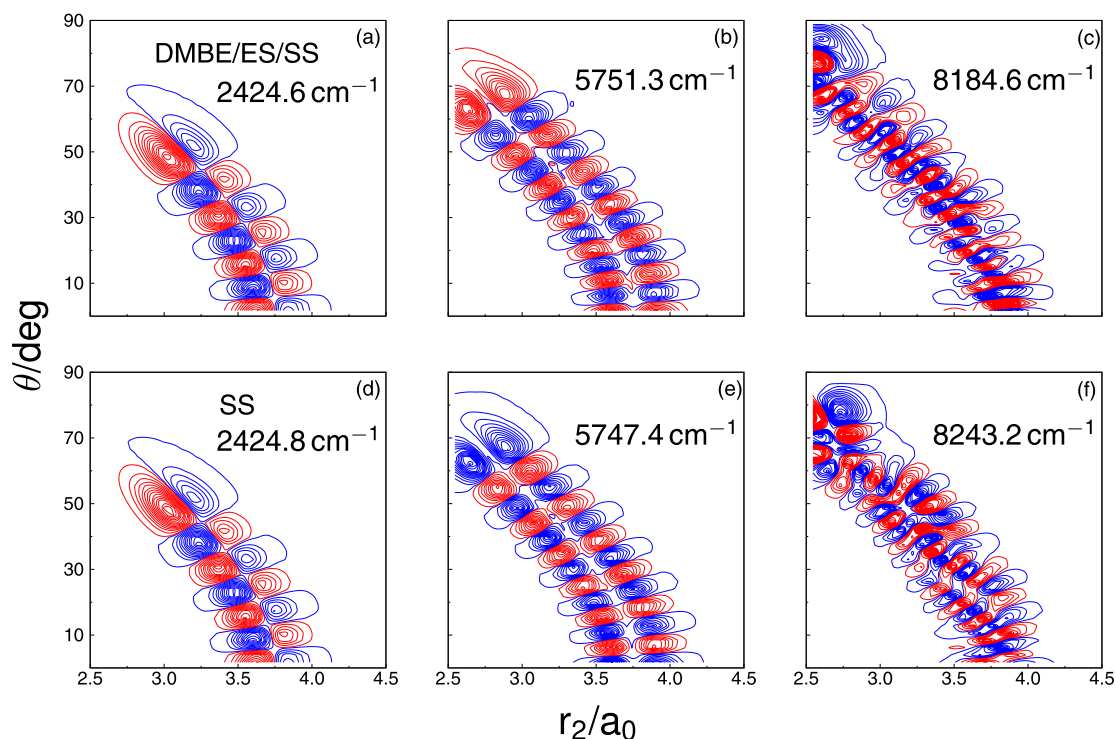 (a)
DMBE/ES/SS
2424.6 cm−1
(b)
5751.3 cm−1
(c)
8184.6 cm−1
90
70
50
30
10
(d)
SS
2424.8 cm−1
(e)
5747.4 cm−1
(f)
8243.2 cm−1
90
70
50
30
10
θ/deg
2.5 3.0 3.5 4.0 4.5
2.5 3.0 3.5 4.0 4.5
2.5 3.0 3.5 4.0 4.5
r2/a0